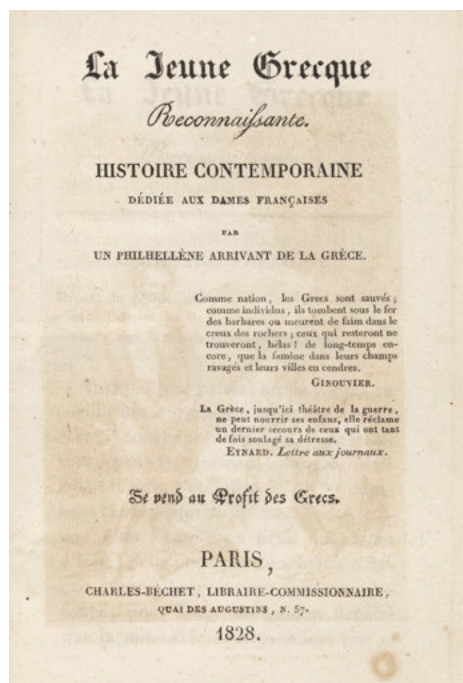 La Jeune Grecque
Reconnaissante.
HISTOIRE CONTEMPORAINE
DÉDIÉE AUX DAMES FRANÇAISES
PAR
UN PHILHELLÈNE ARRIVANT DE LA GRÈCE.
Comme nation, les Grecs sont sauvés ;
comme individus, ils tombent sous le fer
des barbares ou meurent de faim dans le
creux des rochers ; ceux qui resteront ne
trouveront, hélas ! de long-temps en-
core, que la famine dans leurs champs
ravagés et leurs villes en cendres.
GINOUVIER.
La Grèce, jusqu'ici théâtre de la guerre,
ne peut nourrir ses enfans, elle réclame
un dernier secours de ceux qui ont tant
de fois soulagé sa détresse.
EYNARD. Lettre aux journaux.
Se vend au Profit des Grecs.
PARIS,
CHARLES-BÉCHET, LIBRAIRE-COMMISSIONNAIRE,
QUAI DES AUGUSTINS, N. 57.
1828.